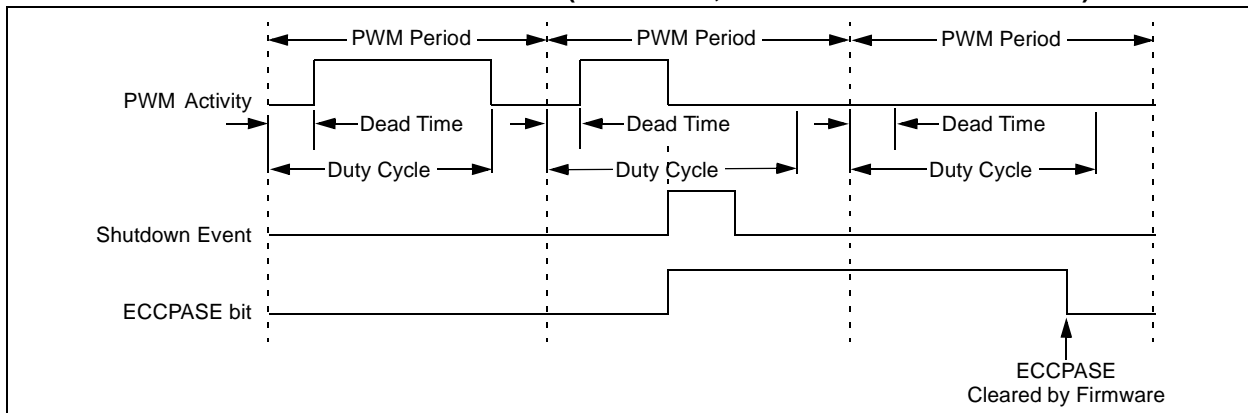 PWM Period PWM Period PWM Period
PWM Activity
Dead Time Dead Time Dead Time
Duty Cycle Duty Cycle Duty Cycle
Shutdown Event
ECCPASE bit
ECCPASE
Cleared by Firmware